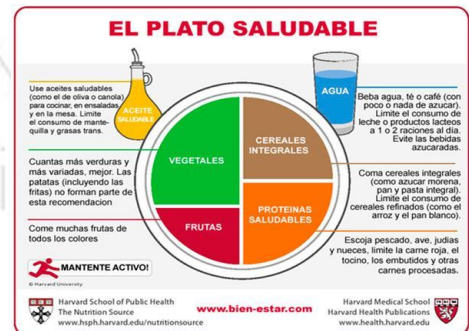 EL PLATO SALUDABLE
Use aceites saludables
(como el de oliva o canola)
para cocinar, en ensaladas
y en la mesa. Limite
el consumo de mante-
quilla y grasas trans.
ACEITE
SALUDABLE
AGUA
Beba agua, té o café (con
poco o nada de azucar).
Limite el consumo de
leche o productos lacteos
a 1 o 2 raciones al día.
Evite las bebidas
azucaradas.
VEGETALES
CEREALES
INTEGRALES
Cuantas más verduras y
más variadas, mejor. Las
patatas (incluyendo las
fritas) no forman parte de
esta recomendacion
Coma cereales integrales
(como azucar morena,
pan y pasta integral).
Limite el consumo de
cereales refinados (como el
arroz y el pan blanco).
FRUTAS
PROTEINAS
SALUDABLES
Come muchas frutas de
todos los colores
Escoja pescado, ave, judias
y nueces, limite la carne roja, el
tocino, los embutidos y otras
carnes procesadas.
MANTENTE ACTIVO!
© Harvard University
Harvard School of Public Health
The Nutrition Source
www.hsph.harvard.edu/nutritionsource
www.bien-estar.com
Harvard Medical School
Harvard Health Publications
www.health.harvard.edu